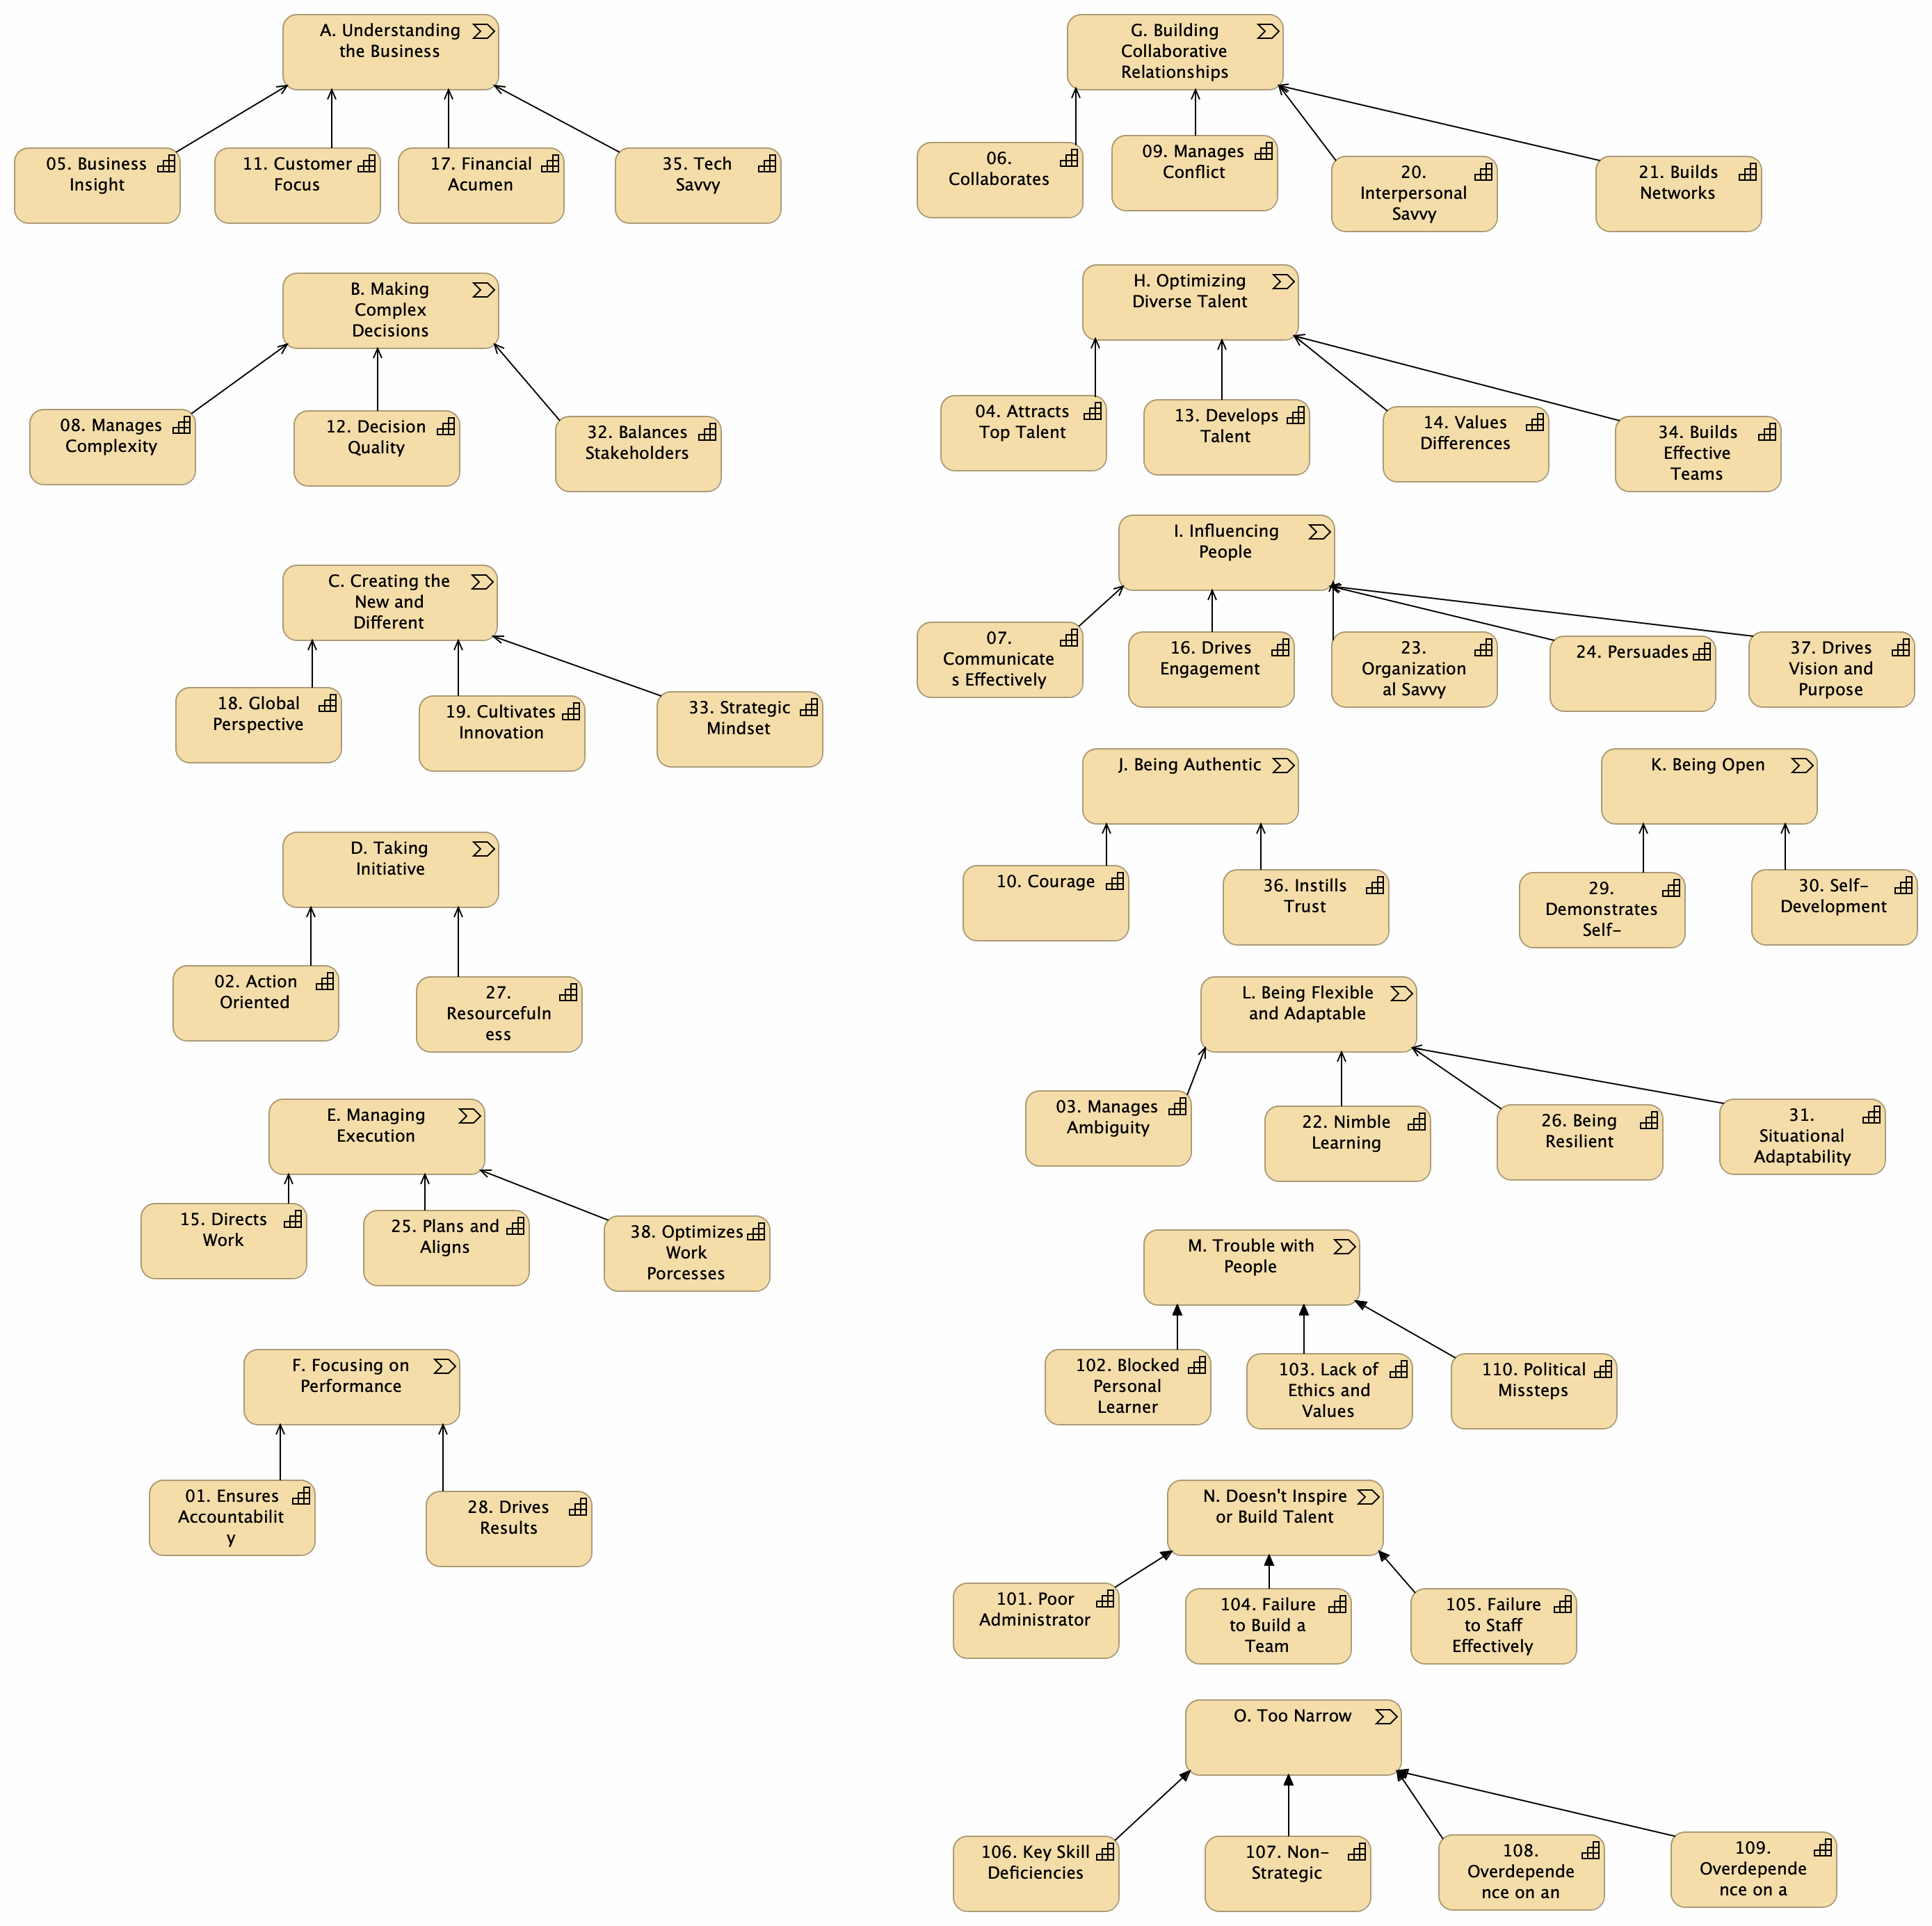 A. Understanding
the Business
05. Business
Insight
11. Customer
Focus
17. Financial
Acumen
35. Tech
Savvy
B. Making
Complex
Decisions
08. Manages
Complexity
12. Decision
Quality
32. Balances
Stakeholders
C. Creating the
New and
Different
18. Global
Perspective
19. Cultivates
Innovation
33. Strategic
Mindset
D. Taking
Initiative
02. Action
Oriented
27.
Resourcefuln
ess
E. Managing
Execution
15. Directs
Work
25. Plans and
Aligns
38. Optimizes
Work
Porcesses
F. Focusing on
Performance
01. Ensures
Accountabilit
y
28. Drives
Results
G. Building
Collaborative
Relationships
06.
Collaborates
09. Manages
Conflict
20.
Interpersonal
Savvy
21. Builds
Networks
H. Optimizing
Diverse Talent
04. Attracts
Top Talent
13. Develops
Talent
14. Values
Differences
34. Builds
Effective
Teams
I. Influencing
People
07.
Communicate
s Effectively
16. Drives
Engagement
23.
Organization
al Savvy
24. Persuades
37. Drives
Vision and
Purpose
J. Being Authentic
10. Courage
36. Instills
Trust
K. Being Open
29.
Demonstrates
Self-
30. Self-
Development
L. Being Flexible
and Adaptable
03. Manages
Ambiguity
22. Nimble
Learning
26. Being
Resilient
31.
Situational
Adaptability
M. Trouble with
People
102. Blocked
Personal
Learner
103. Lack of
Ethics and
Values
110. Political
Missteps
N. Doesn't Inspire
or Build Talent
101. Poor
Administrator
104. Failure
to Build a
Team
105. Failure
to Staff
Effectively
O. Too Narrow
106. Key Skill
Deficiencies
107. Non-
Strategic
108.
Overdepende
nce on an
109.
Overdepende
nce on a